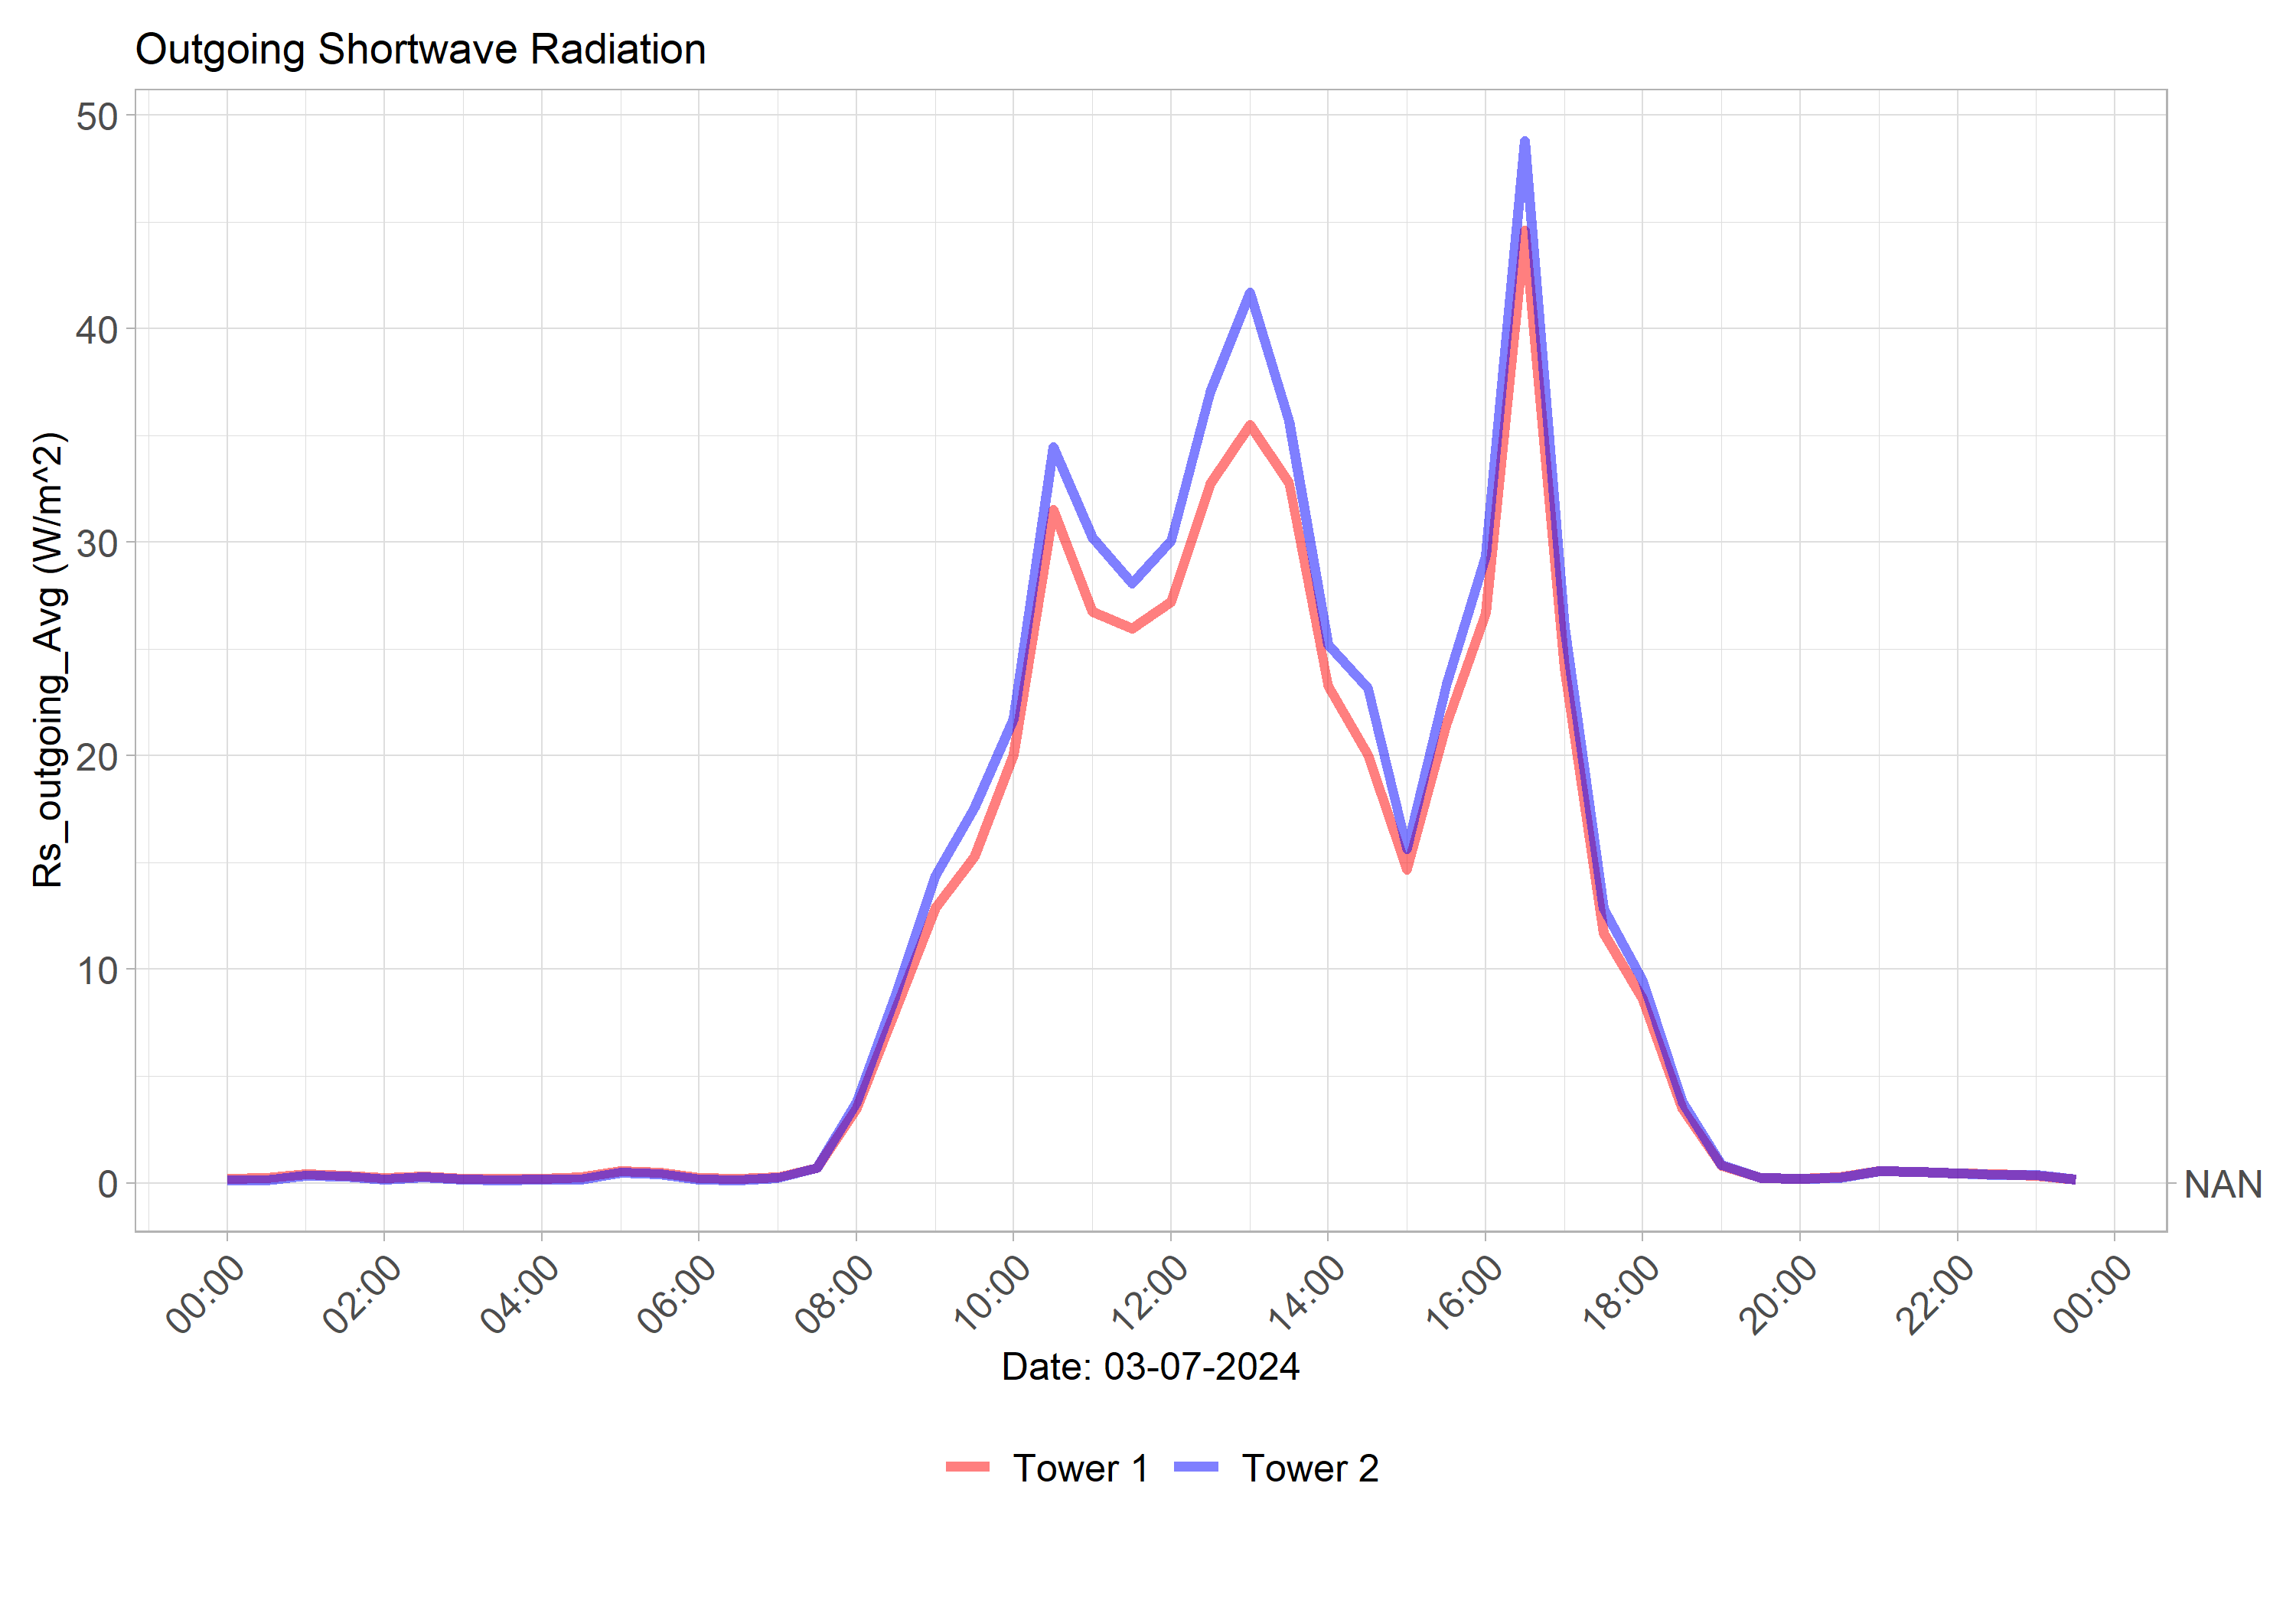 Outgoing Shortwave Radiation
50
40
30
20
10
0
Rs_outgoing_Avg (W/m^2)
NAN
00:00 02:00 04:00 06:00 08:00 10:00 12:00 14:00 16:00 18:00 20:00 22:00 00:00
Date: 03-07-2024
Tower 1 Tower 2